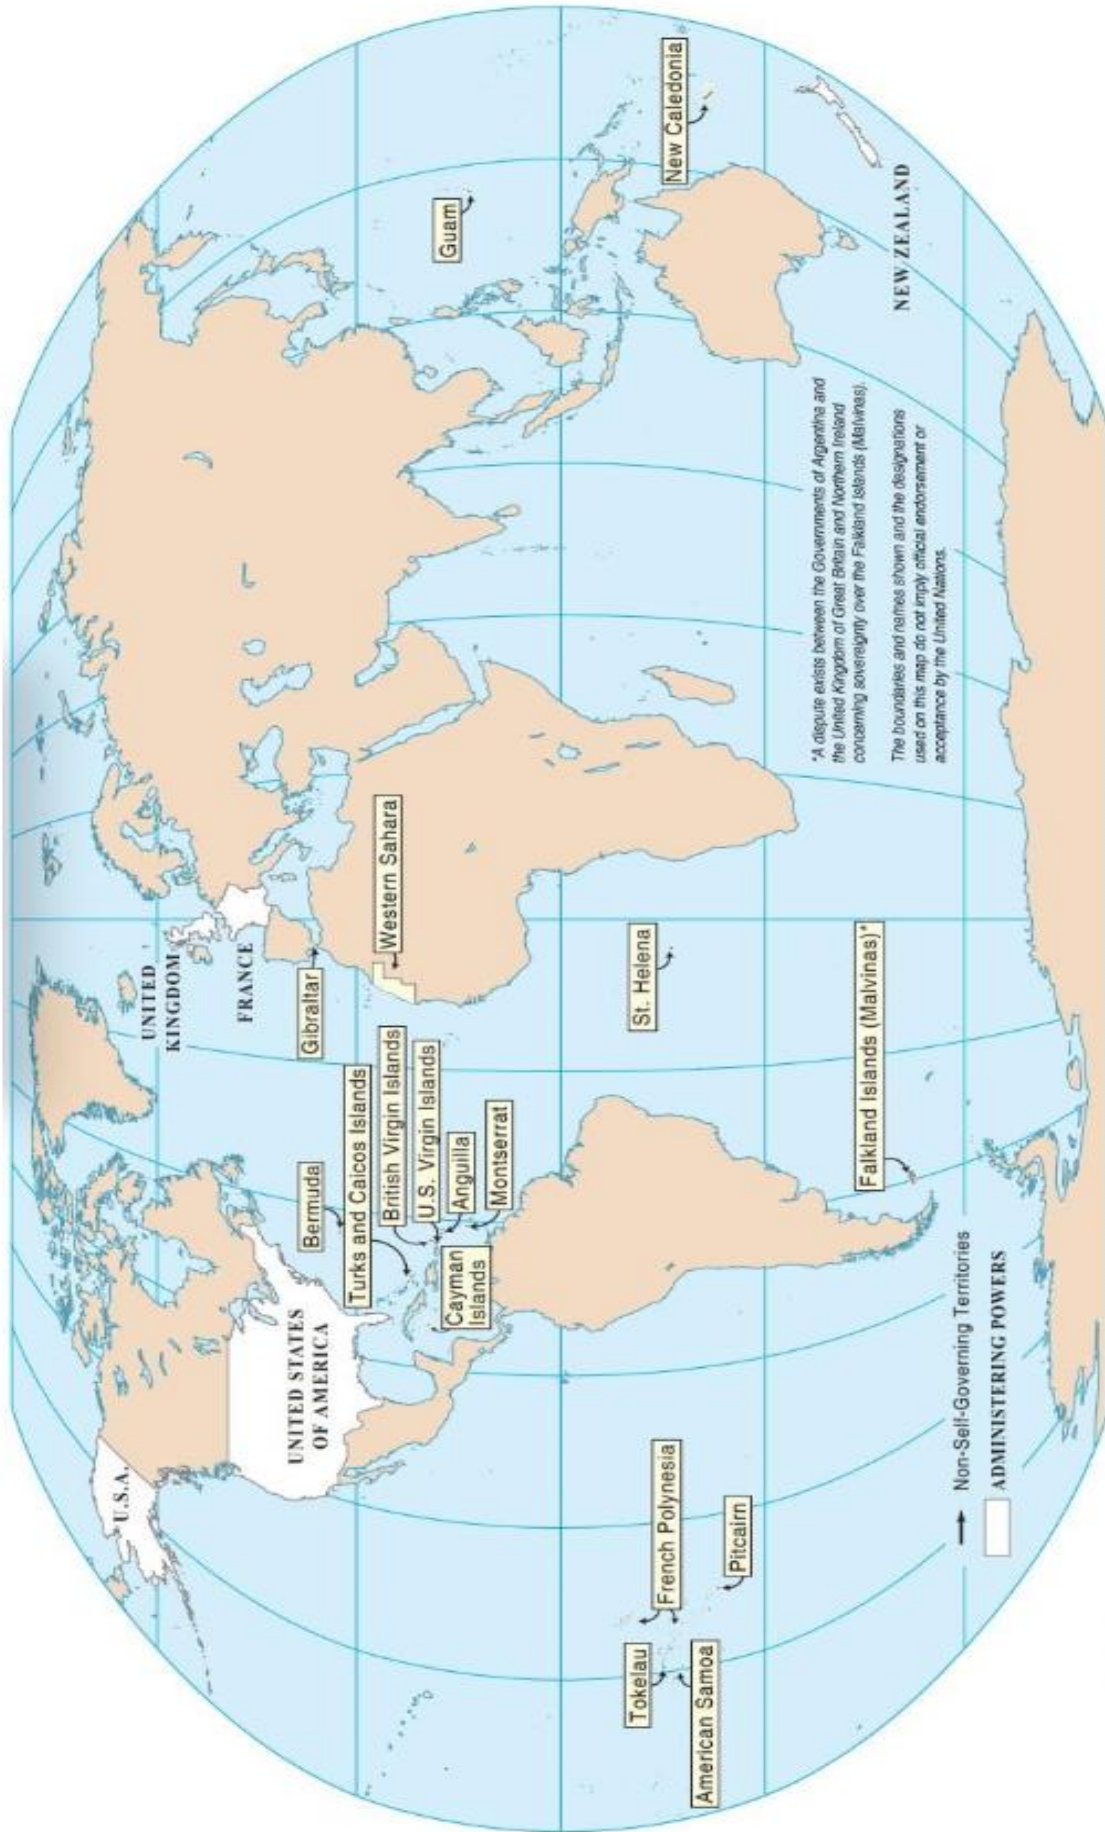 U.S.A.
UNITED STATES
OF AMERICA
UNITED
KINGDOM
FRANCE
Bermuda
Turks and Caicos Islands
British Virgin Islands
U.S. Virgin Islands
Anguilla
Montserrat
Cayman
Islands
Gibraltar
Western Sahara
Guam
Tokelau
American Samoa
French Polynesia
Pitcairn
St. Helena
New Caledonia
Falkland Islands (Malvinas)*
NEW ZEALAND
*A dispute exists between the Governments of Argentina and
the United Kingdom of Great Britain and Northern Ireland
concerning sovereignty over the Falkland Islands (Malvinas).
The boundaries and names shown and the designations
used on this map do not imply official endorsement or
acceptance by the United Nations.
Non-Self-Governing Territories
ADMINISTERING POWERS